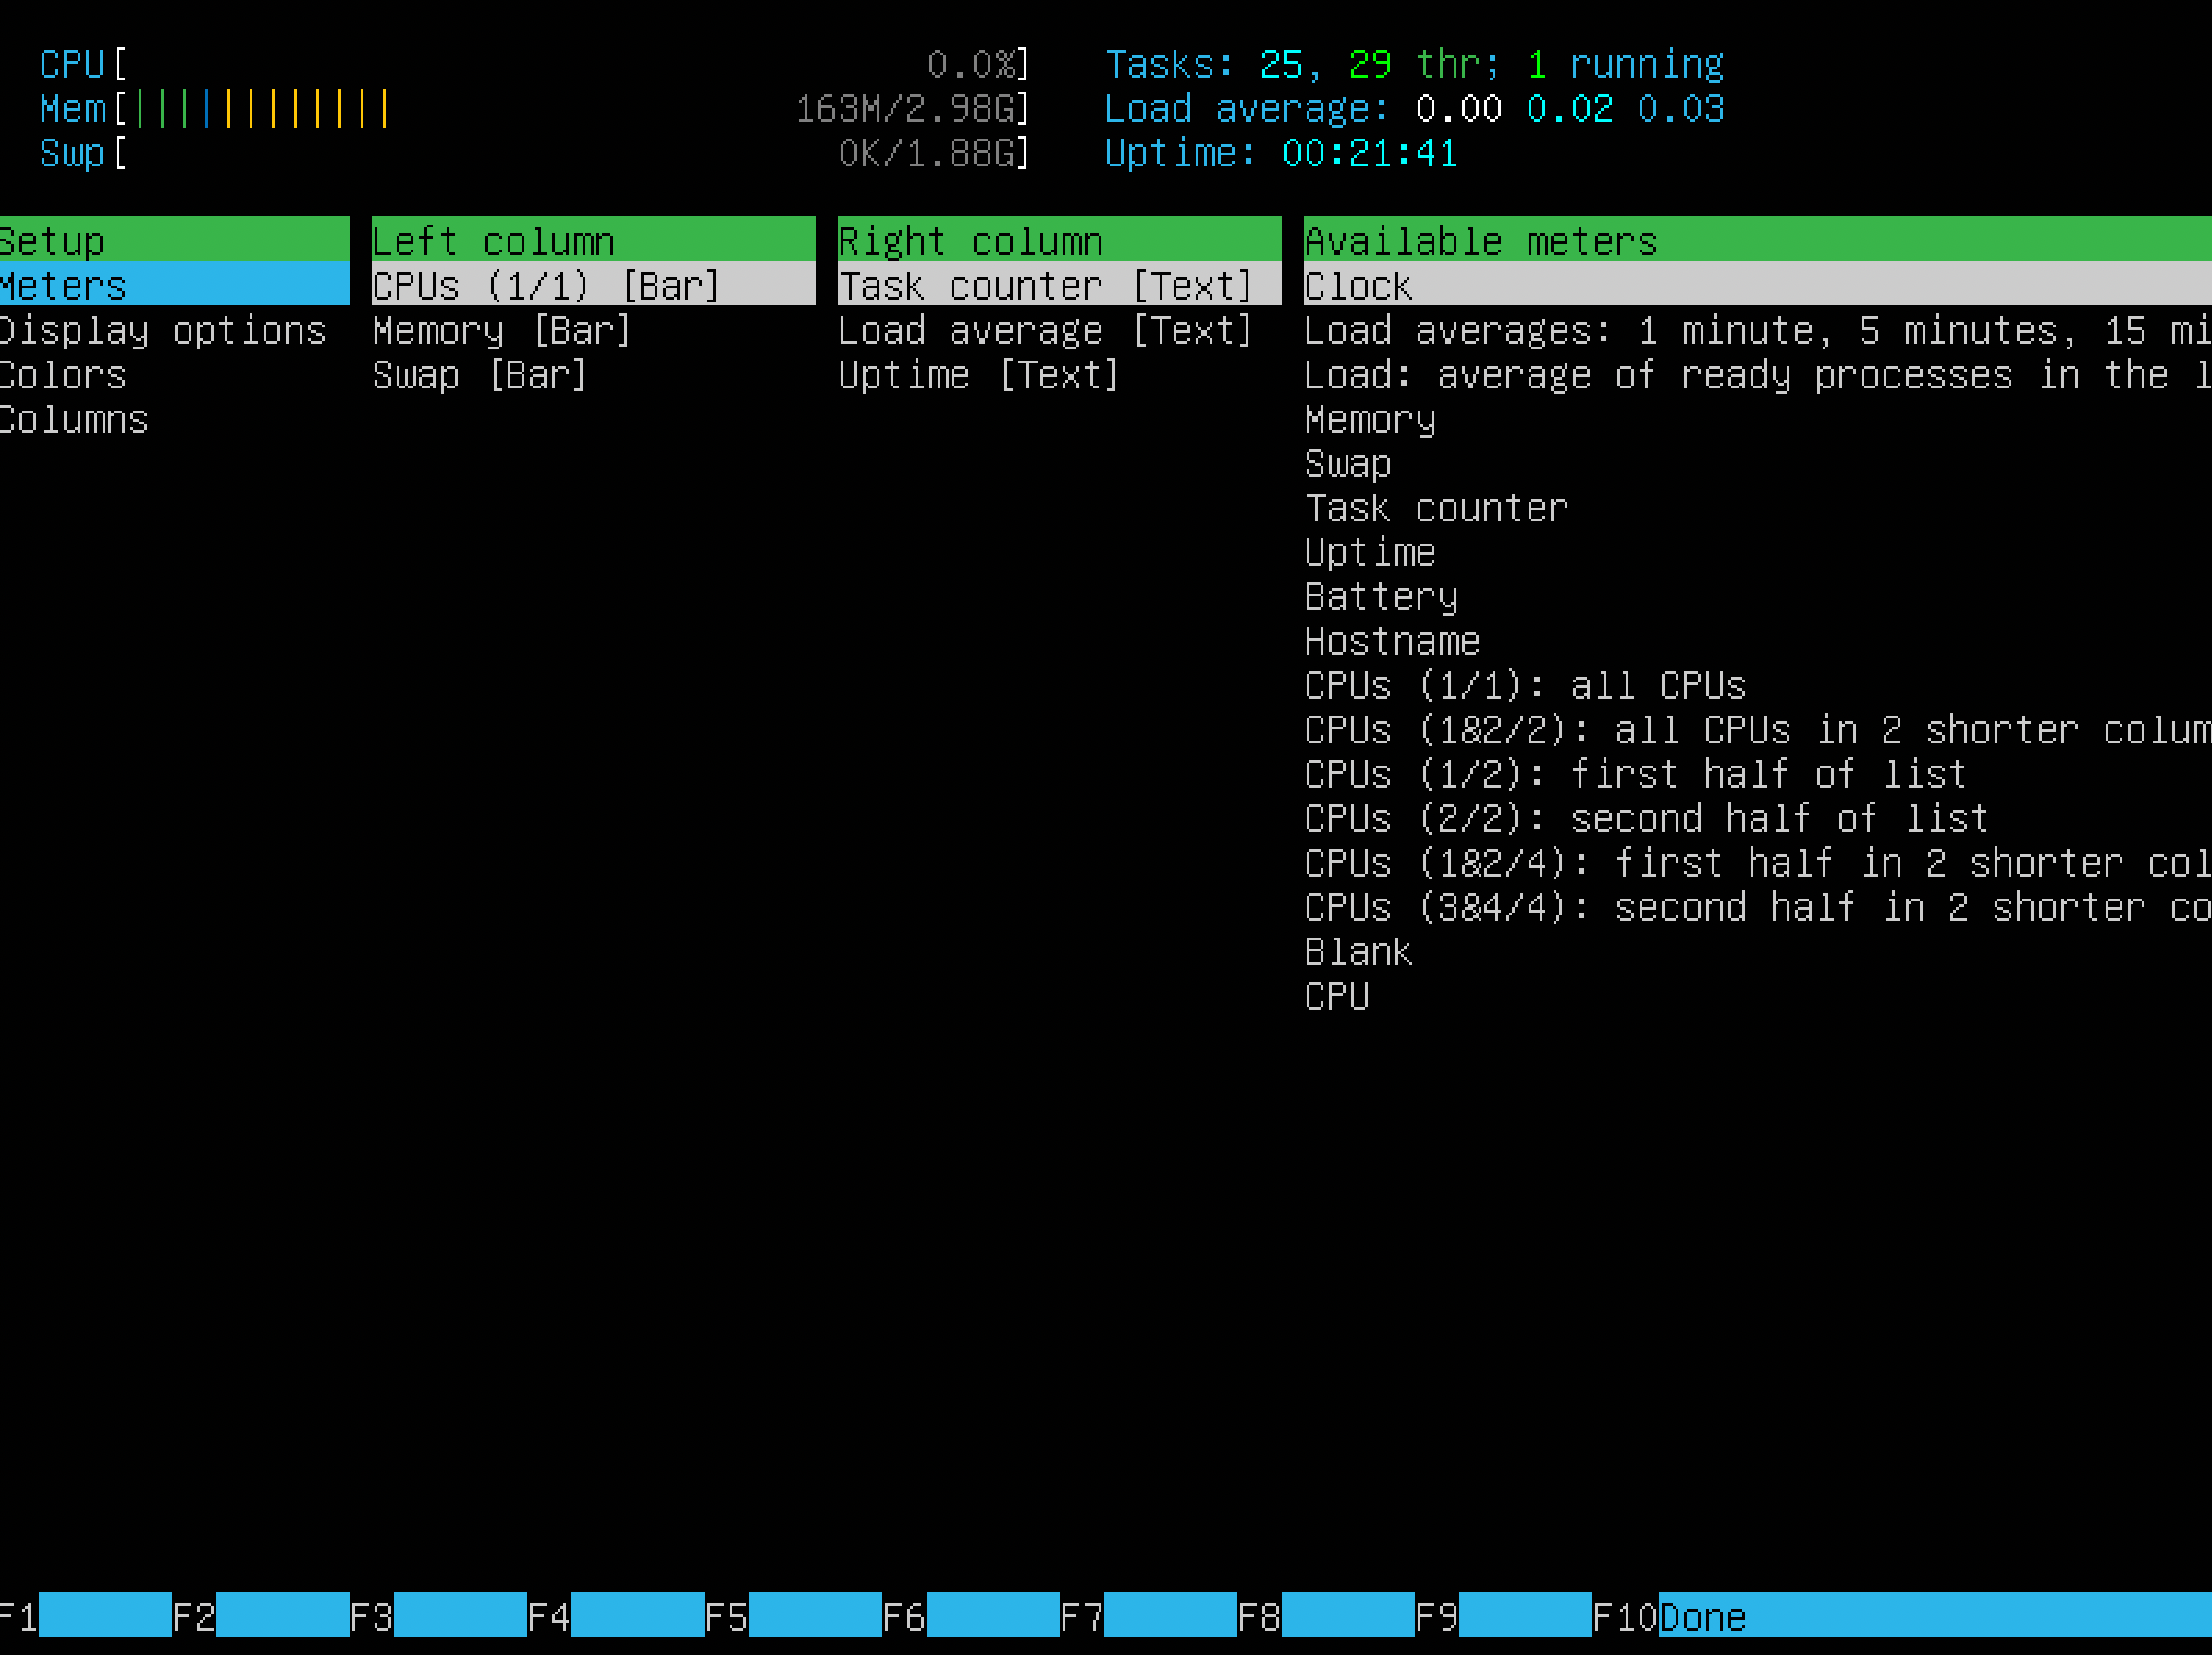 CPU[ 0.0%] Tasks: 25, 29 thr; 1 running
Mem[||||||||||||163M/2.98G] Load average: 0.00 0.02 0.03
Swp[ 0K/1.88G] Uptime: 00:21:41
Setup Left column Right column Available meters
Meters CPUs (1/1) [Bar] Task counter [Text] Clock
Display options Memory [Bar] Load average [Text] Load averages: 1 minute, 5 minutes, 15 mi
Colors Swap [Bar] Uptime [Text] Load: average of ready processes in the l
Columns Memory
Swap
Task counter
Uptime
Battery
Hostname
CPUs (1/1): all CPUs
CPUs (1&2/2): all CPUs in 2 shorter colum
CPUs (1/2): first half of list
CPUs (2/2): second half of list
CPUs (1&2/4): first half in 2 shorter col
CPUs (3&4/4): second half in 2 shorter co
Blank
CPU
F1 F2 F3 F4 F5 F6 F7 F8 F9 F10Done